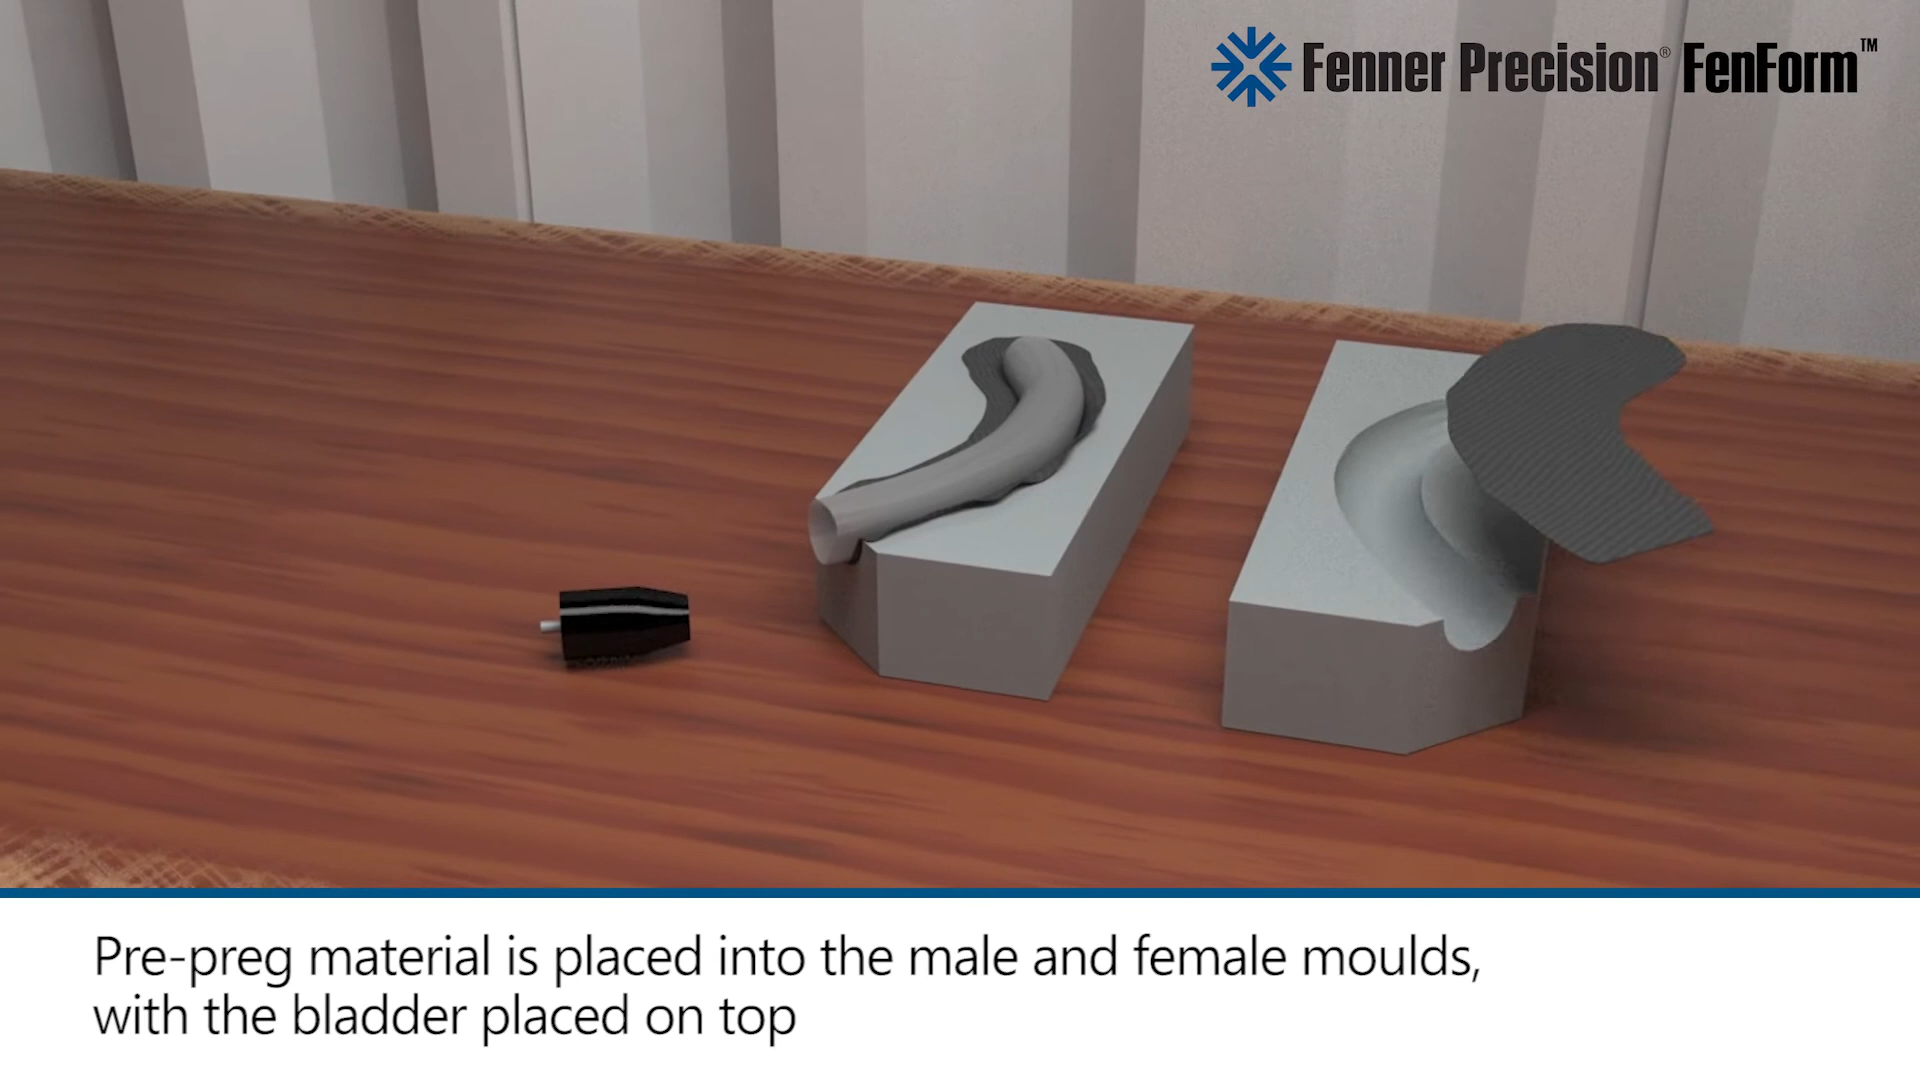 Fenner Precision® FenForm™
Pre-preg material is placed into the male and female moulds,
with the bladder placed on top